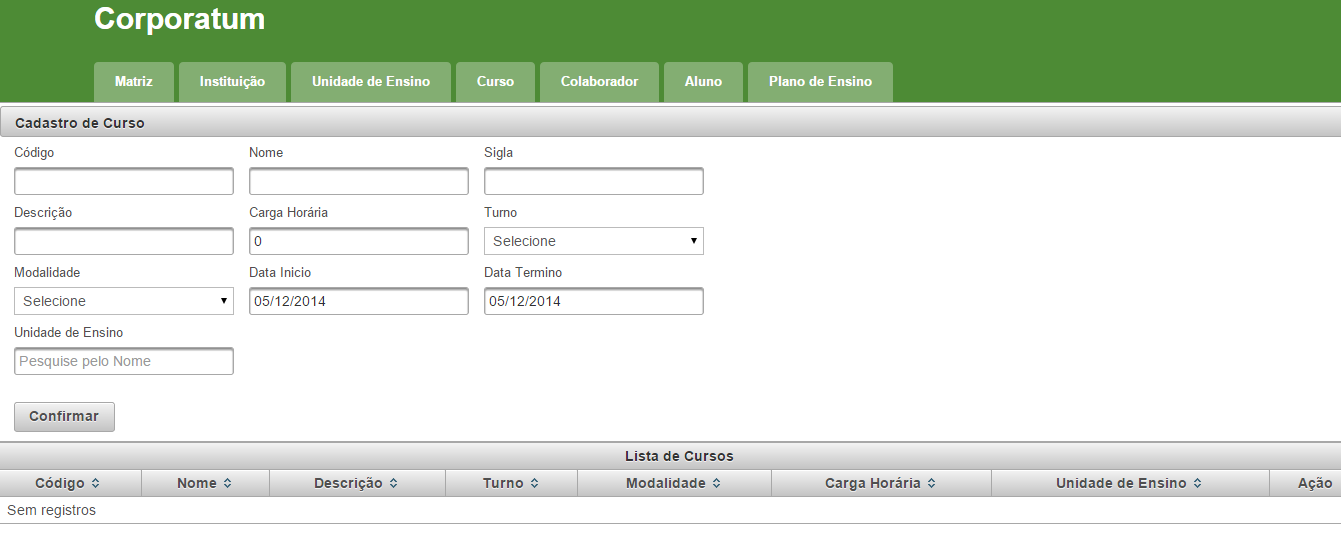 Corporatum
Matriz Instituição Unidade de Ensino Curso Colaborador Aluno Plano de Ensino
Cadastro de Curso
Código Nome Sigla
Descrição Carga Horária Turno
0 Selecione
Modalidade Data Inicio Data Termino
Selecione 05/12/2014 05/12/2014
Unidade de Ensino
Pesquise pelo Nome
Confirmar
Lista de Cursos
Código Nome Descrição Turno Modalidade Carga Horária Unidade de Ensino Ação
Sem registros